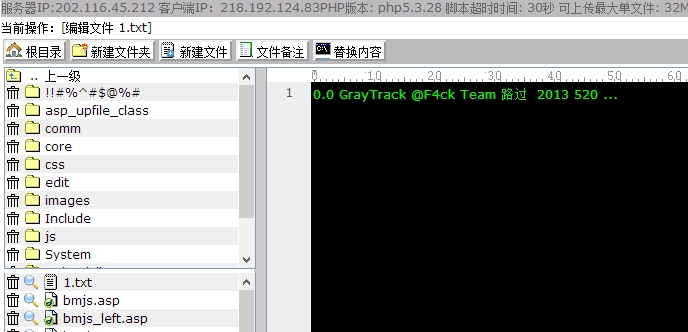 服务器IP:202.116.45.212 客户端IP: 218.192.124.83PHP版本: php5.3.28 脚本超时时间: 30秒 可上传最大单文件: 32M
当前操作: [编辑文件 1.txt]
根目录 新建文件夹 新建文件 文件备注 替换内容
.. 上一级
!!#%^#$@%#
asp_upfile_class
comm
core
css
edit
images
Include
js
System
1.txt
bmjs.asp
bmjs_left.asp
0 10 20 30 40 50 60
1 0.0 GrayTrack @F4ck Team 路过 2013 520 ...